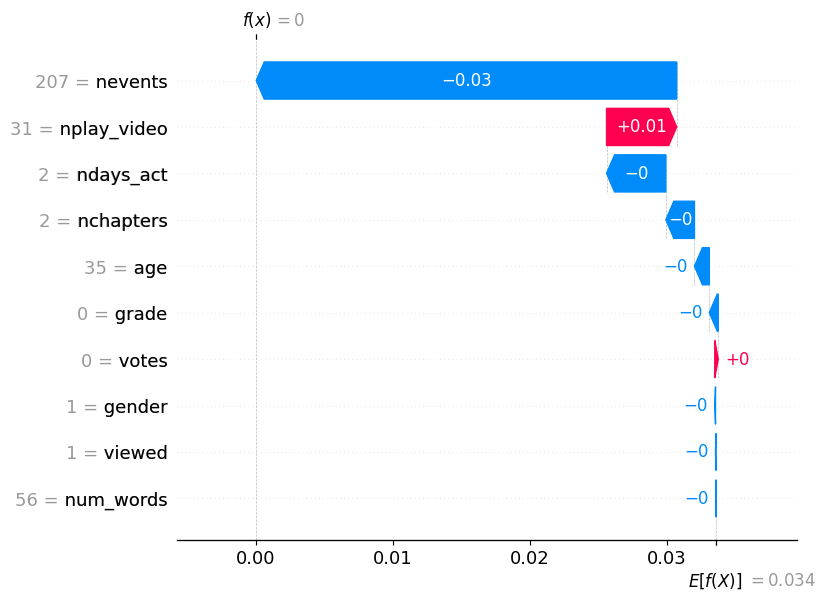 f(x) = 0
207 = nevents −0.03
31 = nplay_video +0.01
2 = ndays_act −0
2 = nchapters −0
35 = age −0
0 = grade −0
0 = votes +0
1 = gender −0
1 = viewed −0
56 = num_words −0
0.00 0.01 0.02 0.03
E[f(X)] = 0.034